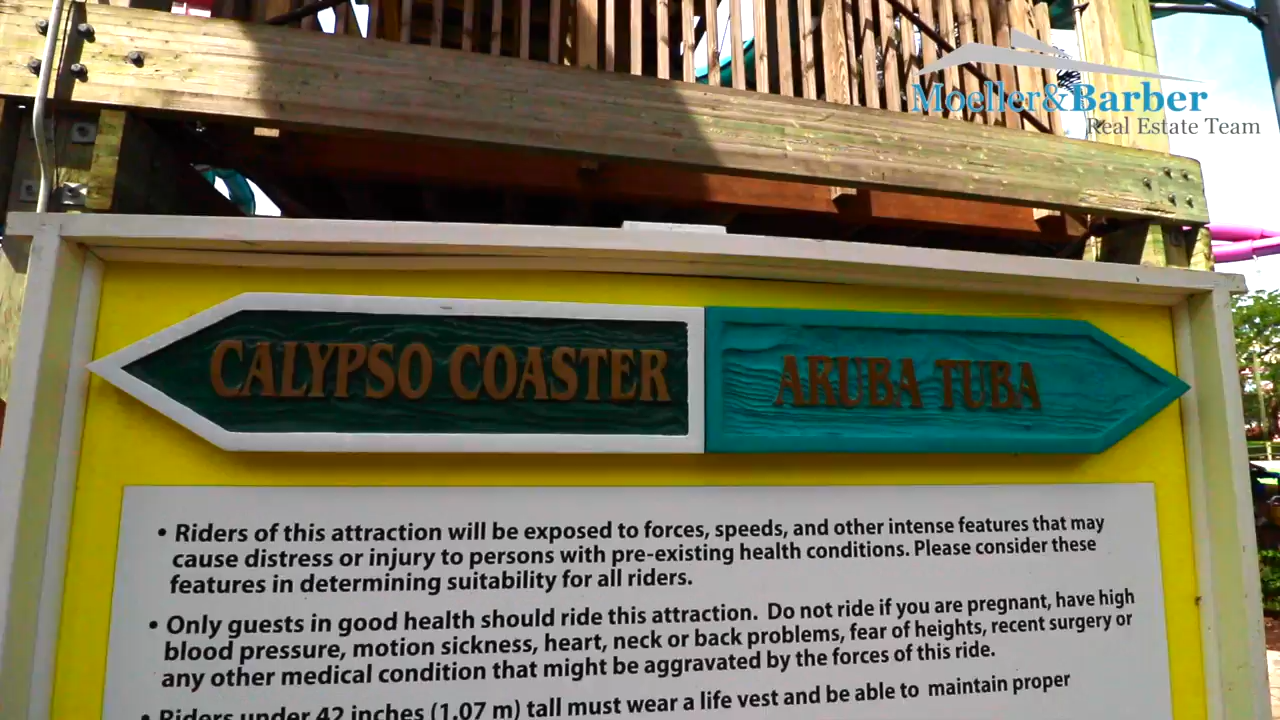 Moeller&Barber
Real Estate Team
CALYPSO COASTER
ARUBA TUBA
• Riders of this attraction will be exposed to forces, speeds, and other intense features that may
cause distress or injury to persons with pre-existing health conditions. Please consider these
features in determining suitability for all riders.
• Only guests in good health should ride this attraction. Do not ride if you are pregnant, have high
blood pressure, motion sickness, heart, neck or back problems, fear of heights, recent surgery or
any other medical condition that might be aggravated by the forces of this ride.
• Riders under 42 inches (1.07 m) tall must wear a life vest and be able to maintain proper